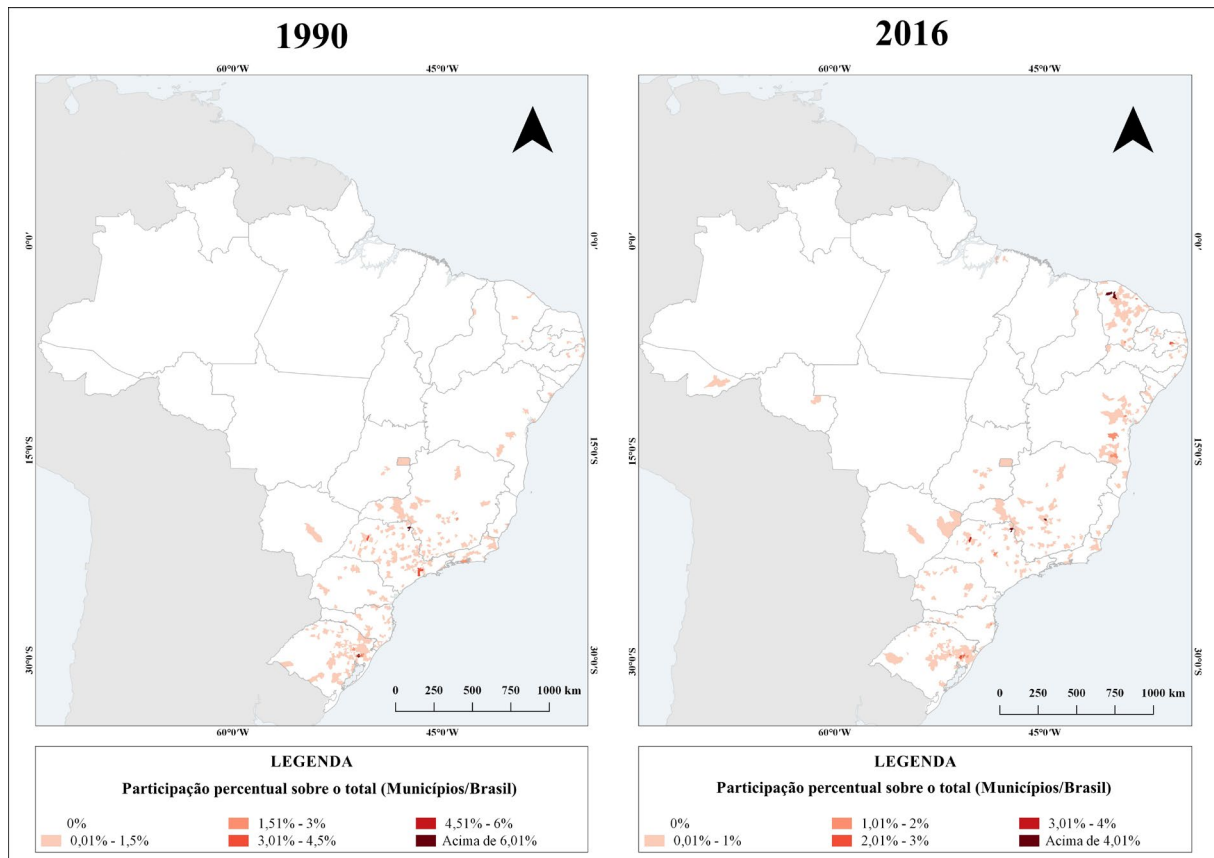 1990
2016
60°0'W
45°0'W
60°0'W
45°0'W
0°0'
0°0'
0°0'
0°0'
15°0'S
15°0'S
15°0'S
15°0'S
30°0'S
30°0'S
30°0'S
30°0'S
0 250 500 750 1000 km
0 250 500 750 1000 km
60°0'W
45°0'W
60°0'W
45°0'W
LEGENDA
Participação percentual sobre o total (Municípios/Brasil)
0%
1,51% - 3%
4,51% - 6%
0,01% - 1,5%
3,01% - 4,5%
Acima de 6,01%
LEGENDA
Participação percentual sobre o total (Municípios/Brasil)
0%
1,01% - 2%
3,01% - 4%
0,01% - 1%
2,01% - 3%
Acima de 4,01%